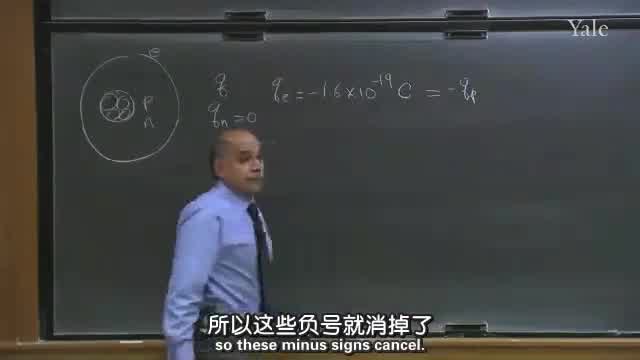 Yale
e
p
n
q
q_e = -1.6 × 10^-19 C = -q_p
q_n = 0
所以这些负号就消掉了
so these minus signs cancel.